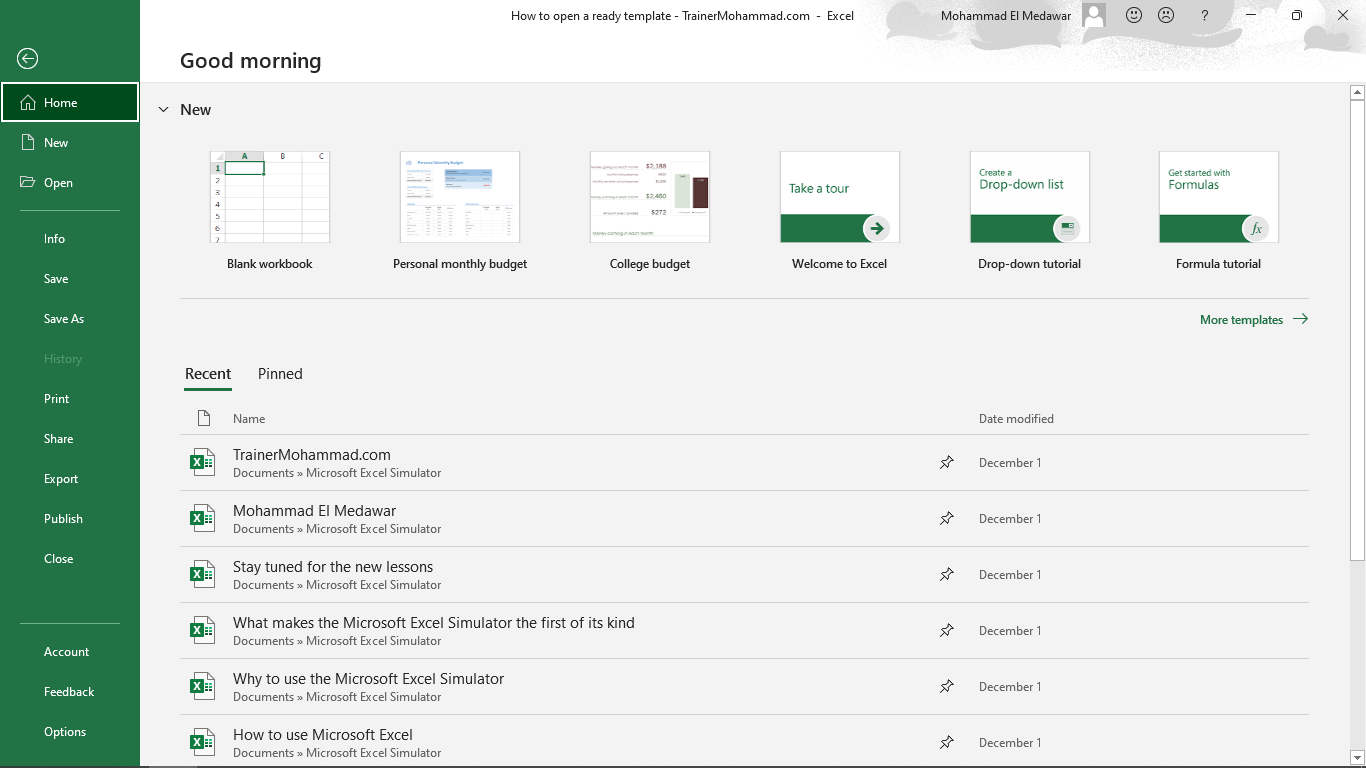 How to open a ready template - TrainerMohammad.com - Excel
Mohammad El Medawar
?
Good morning
Home
New
Open
Info
Save
Save As
History
Print
Share
Export
Publish
Close
Account
Feedback
Options
New
A B C
1
2
3
4
5
6
7
Personal Monthly Budget
$2,188
$2,460
$272
Money coming in each month
Take a tour
Create a
Drop-down list
Get started with
Formulas
fx
Blank workbook
Personal monthly budget
College budget
Welcome to Excel
Drop-down tutorial
Formula tutorial
More templates
Recent Pinned
Name Date modified
TrainerMohammad.com
Documents » Microsoft Excel Simulator
December 1
Mohammad El Medawar
Documents » Microsoft Excel Simulator
December 1
Stay tuned for the new lessons
Documents » Microsoft Excel Simulator
December 1
What makes the Microsoft Excel Simulator the first of its kind
Documents » Microsoft Excel Simulator
December 1
Why to use the Microsoft Excel Simulator
Documents » Microsoft Excel Simulator
December 1
How to use Microsoft Excel
Documents » Microsoft Excel Simulator
December 1